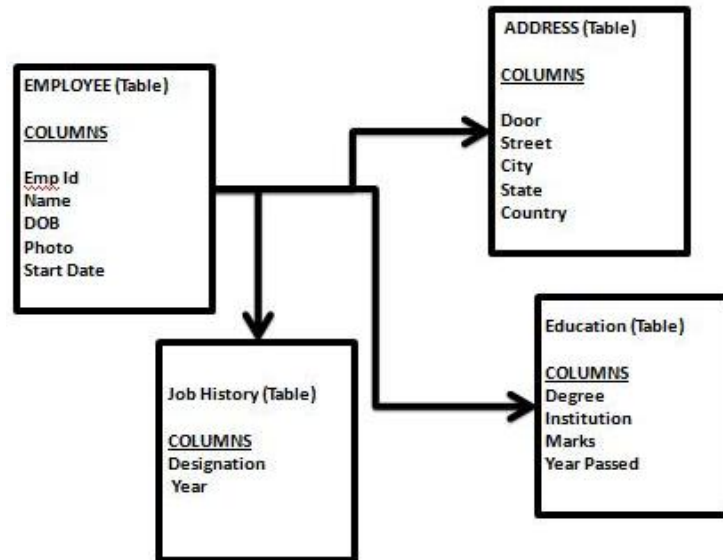 EMPLOYEE (Table)
COLUMNS
Emp Id
Name
DOB
Photo
Start Date
ADDRESS (Table)
COLUMNS
Door
Street
City
State
Country
Job History (Table)
COLUMNS
Designation
Year
Education (Table)
COLUMNS
Degree
Institution
Marks
Year Passed